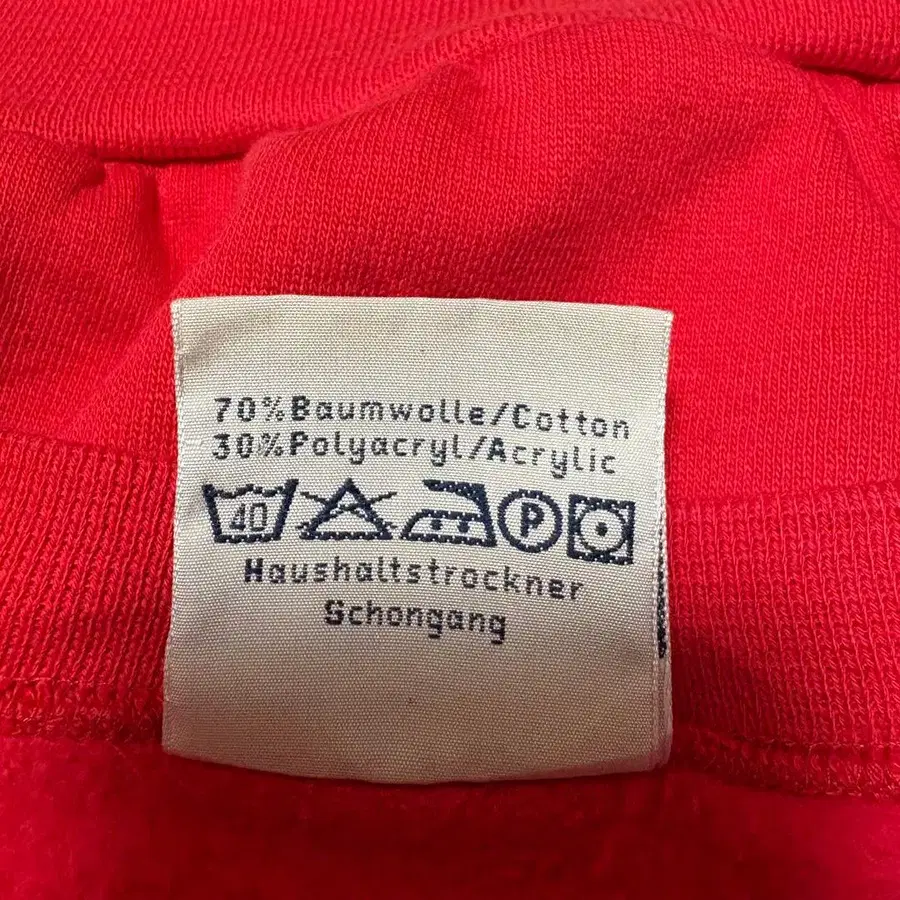 70%Baumwolle/Cotton
30%Polyacryl/Acrylic
40 P
Haushaltstrockner
Schongang